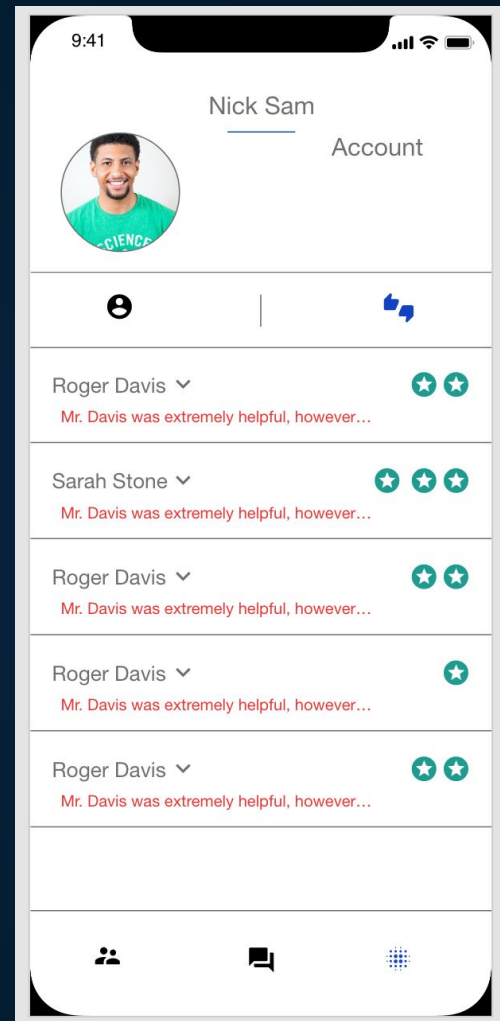 9:41
Nick Sam
Account
SCIENCE
Roger Davis
Mr. Davis was extremely helpful, however…
Sarah Stone
Mr. Davis was extremely helpful, however…
Roger Davis
Mr. Davis was extremely helpful, however…
Roger Davis
Mr. Davis was extremely helpful, however…
Roger Davis
Mr. Davis was extremely helpful, however…